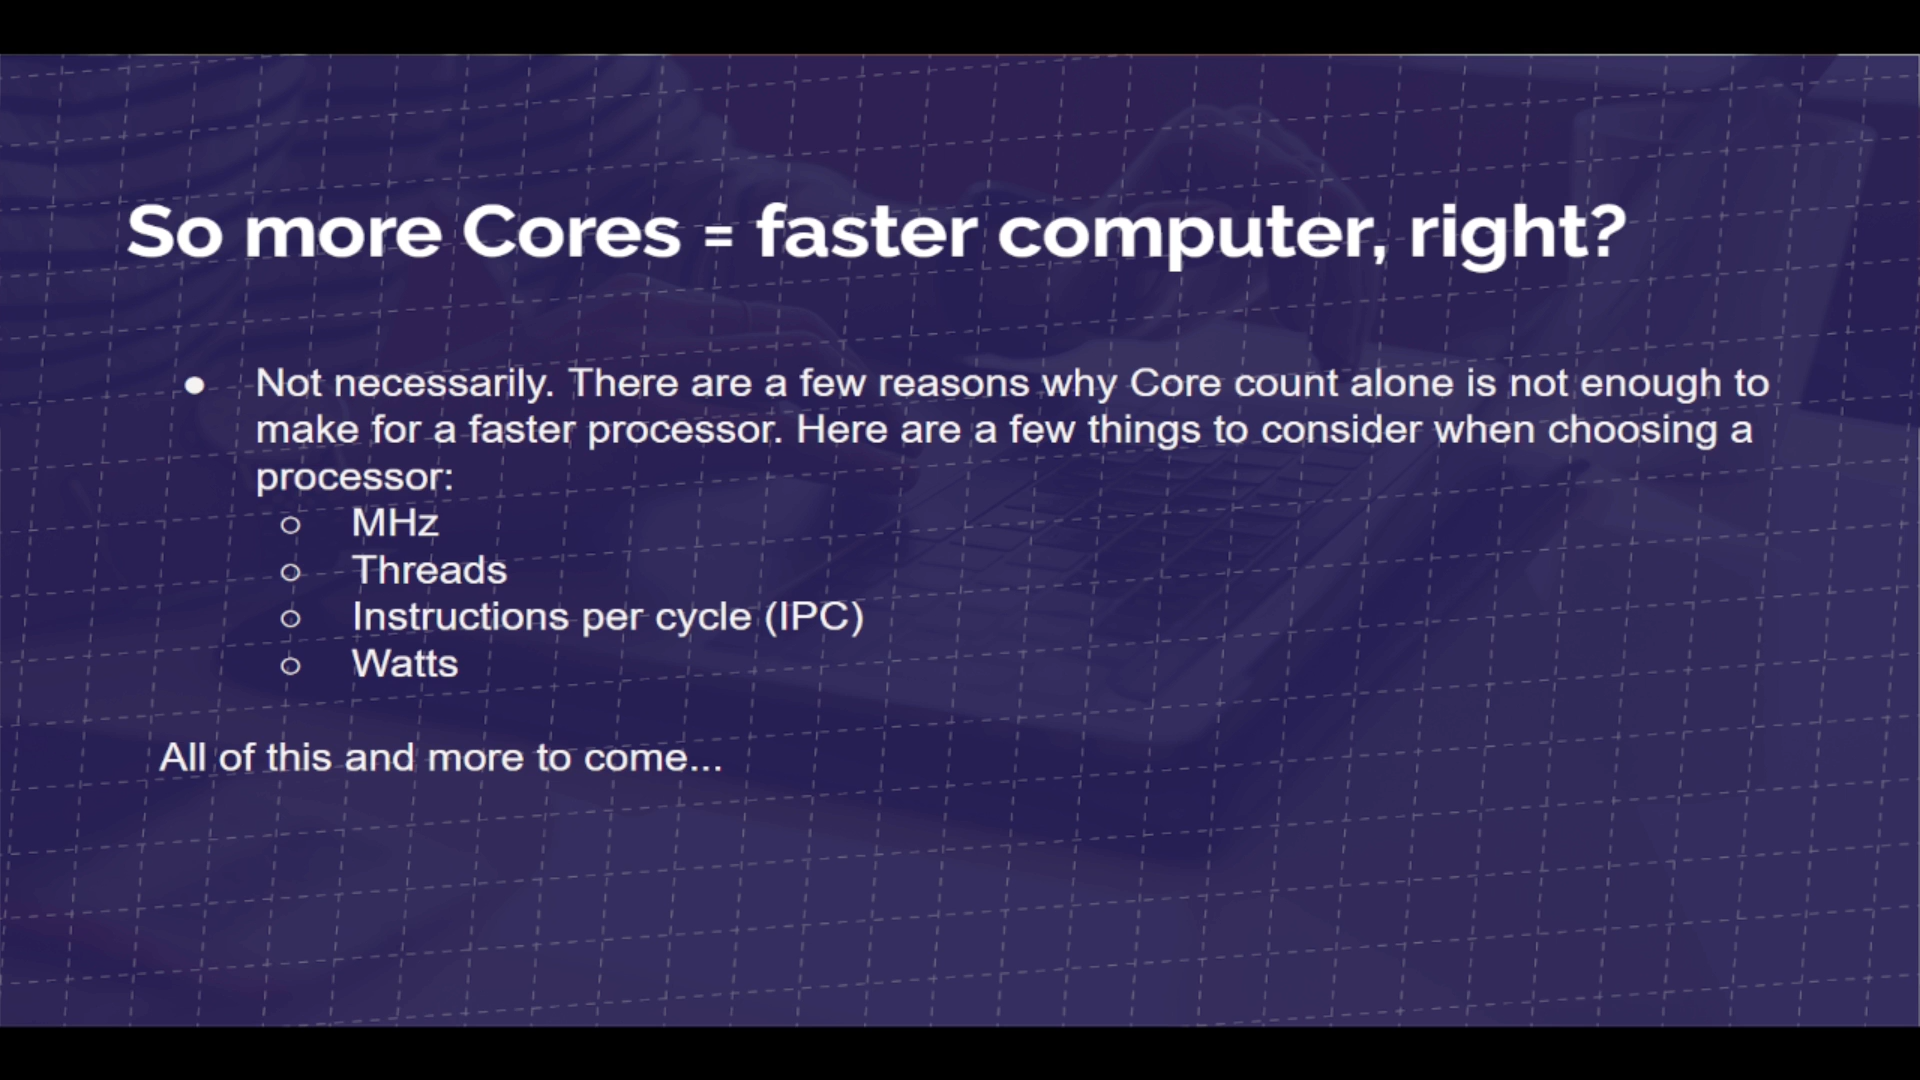 So more Cores = faster computer, right?
● Not necessarily. There are a few reasons why Core count alone is not enough to
make for a faster processor. Here are a few things to consider when choosing a
processor:
○ MHz
○ Threads
○ Instructions per cycle (IPC)
○ Watts
All of this and more to come...